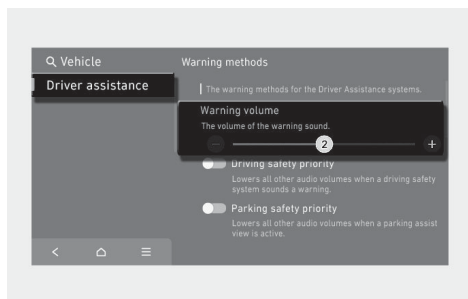 Vehicle
Warning methods
Driver assistance
The warning methods for the Driver Assistance systems.
Warning volume
The volume of the warning sound.
2
Driving safety priority
Lowers all other audio volumes when a driving safety
system sounds a warning.
Parking safety priority
Lowers all other audio volumes when a parking assist
view is active.